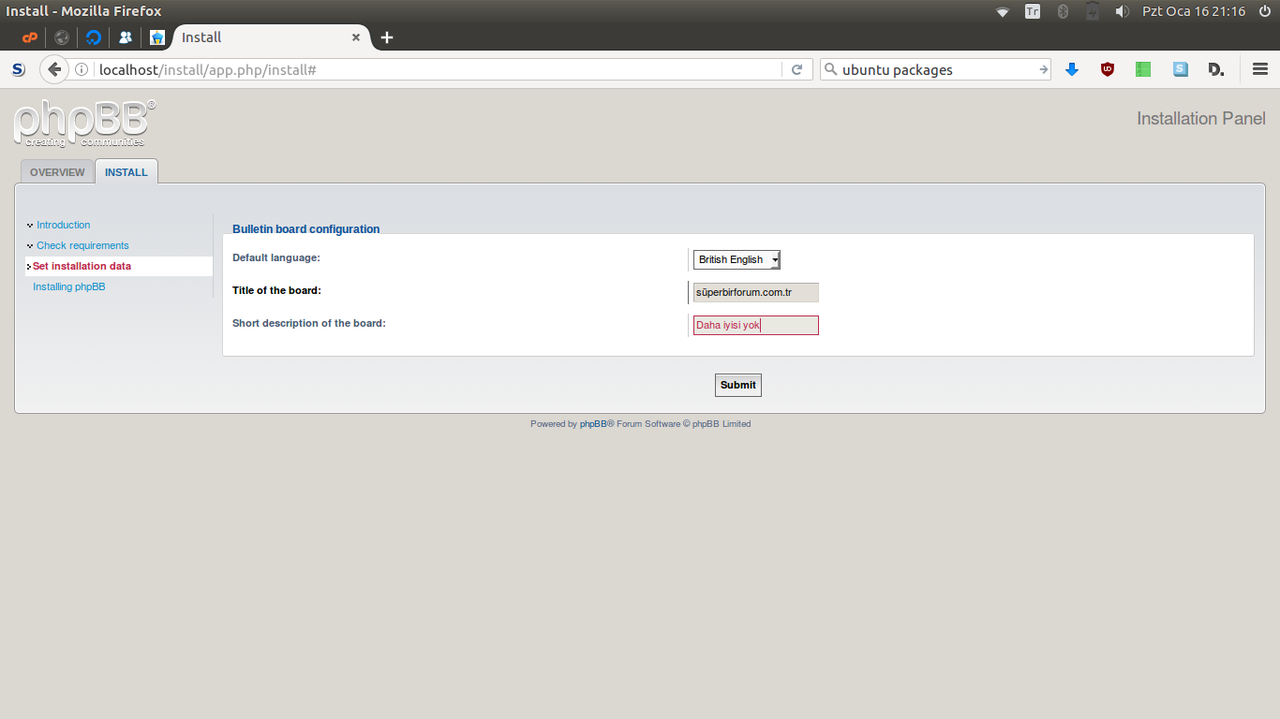 Install - Mozilla Firefox
Tr
Pzt Oca 16 21:16
Install
localhost/install/app.php/install#
ubuntu packages
phpBB®
creating communities
Installation Panel
OVERVIEW
INSTALL
Introduction
Check requirements
Set installation data
Installing phpBB
Bulletin board configuration
Default language:
British English
Title of the board:
süperbirforum.com.tr
Short description of the board:
Daha iyisi yok
Submit
Powered by phpBB® Forum Software © phpBB Limited